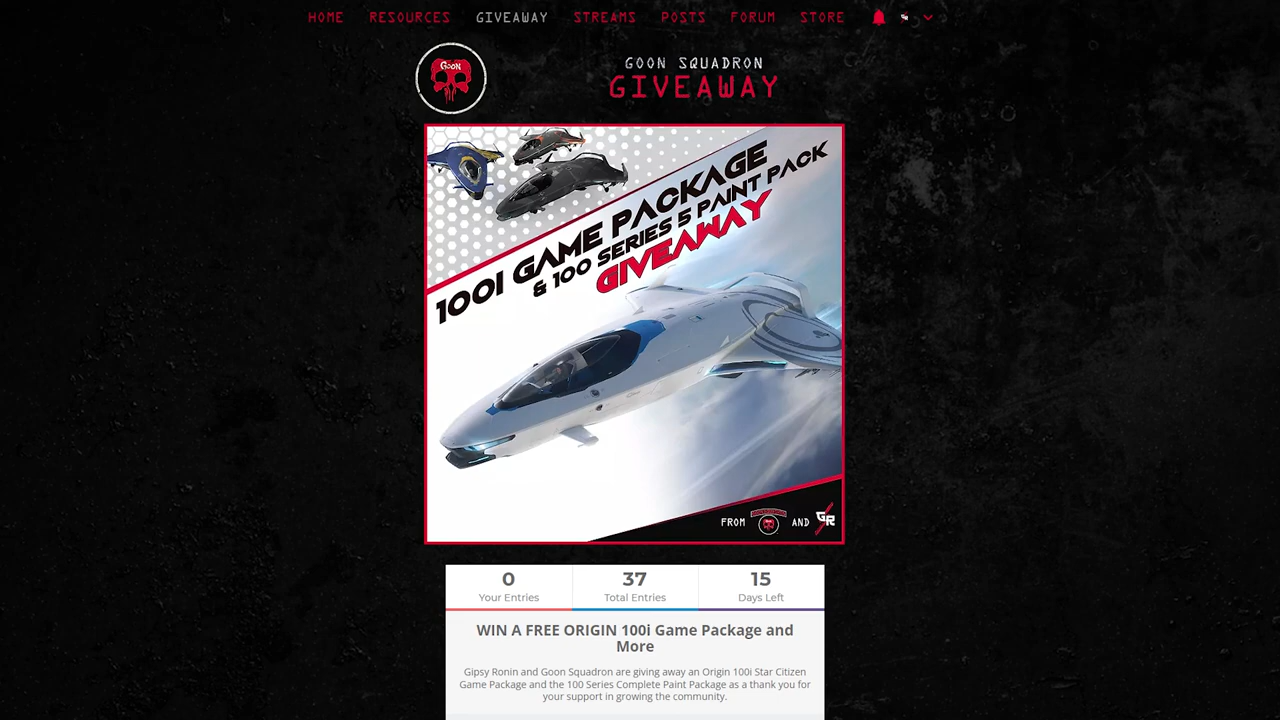 HOME RESOURCES GIVEAWAY STREAMS POSTS FORUM STORE
GOON
GOON SQUADRON
GIVEAWAY
100I GAME PACKAGE
& 100 SERIES 5 PAINT PACK
GIVEAWAY
FROM AND GR
0 37 15
Your Entries Total Entries Days Left
WIN A FREE ORIGIN 100i Game Package and
More
Gipsy Ronin and Goon Squadron are giving away an Origin 100i Star Citizen
Game Package and the 100 Series Complete Paint Package as a thank you for
your support in growing the community.